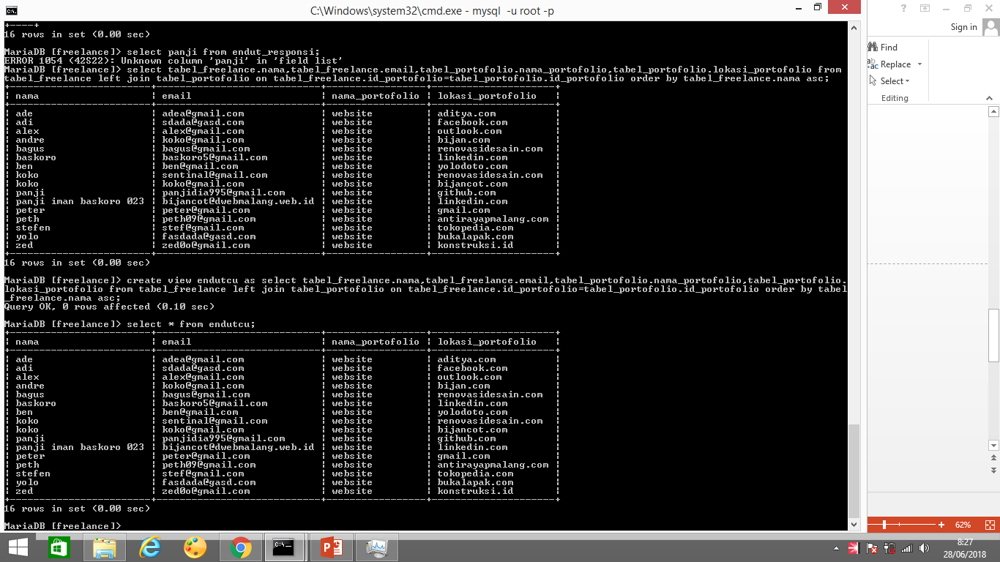 C:\Windows\system32\cmd.exe - mysql -u root -p
+----+
16 rows in set (0.00 sec)
MariaDB [freelance]> select panji from endut_responsi;
ERROR 1054 (42S22): Unknown column 'panji' in 'field list'
MariaDB [freelance]> select tabel_freelance.nama,tabel_freelance.email,tabel_portofolio.nama_portofolio,tabel_portofolio.lokasi_portofolio from
tabel_freelance left join tabel_portofolio on tabel_freelance.id_portofolio=tabel_portofolio.id_portofolio order by tabel_freelance.nama asc;
| nama | email | nama_portofolio | lokasi_portofolio |
| ade | adea@gmail.com | website | aditya.com |
| adi | sdada@gasd.com | website | facebook.com |
| alex | alex@gmail.com | website | outlook.com |
| andre | koko@gmail.com | website | bijan.com |
| bagus | bagus@gmail.com | website | renovasidesain.com |
| baskoro | baskoro5@gmail.com | website | linkedin.com |
| ben | ben@gmail.com | website | yolodoto.com |
| koko | sentinal@gmail.com | website | renovasidesain.com |
| koko | koko@gmail.com | website | bijancot.com |
| panji | panjidia995@gmail.com | website | github.com |
| panji iman baskoro 023 | bijancot@dwebmalang.web.id | website | linkedin.com |
| peter | peter@gmail.com | website | gmail.com |
| peth | peth09@gmail.com | website | antirayapmalang.com |
| stefen | stef@gmail.com | website | tokopedia.com |
| yolo | fasdada@gasd.com | website | bukalapak.com |
| zed | zed0o@gmail.com | website | konstruksi.id |
16 rows in set (0.00 sec)
MariaDB [freelance]> create view endutcu as select tabel_freelance.nama,tabel_freelance.email,tabel_portofolio.nama_portofolio,tabel_portofolio.
lokasi_portofolio from tabel_freelance left join tabel_portofolio on tabel_freelance.id_portofolio=tabel_portofolio.id_portofolio order by tabel
_freelance.nama asc;
Query OK, 0 rows affected (0.10 sec)
MariaDB [freelance]> select * from endutcu;
| nama | email | nama_portofolio | lokasi_portofolio |
| ade | adea@gmail.com | website | aditya.com |
| adi | sdada@gasd.com | website | facebook.com |
| alex | alex@gmail.com | website | outlook.com |
| andre | koko@gmail.com | website | bijan.com |
| bagus | bagus@gmail.com | website | renovasidesain.com |
| baskoro | baskoro5@gmail.com | website | linkedin.com |
| ben | ben@gmail.com | website | yolodoto.com |
| koko | sentinal@gmail.com | website | renovasidesain.com |
| koko | koko@gmail.com | website | bijancot.com |
| panji | panjidia995@gmail.com | website | github.com |
| panji iman baskoro 023 | bijancot@dwebmalang.web.id | website | linkedin.com |
| peter | peter@gmail.com | website | gmail.com |
| peth | peth09@gmail.com | website | antirayapmalang.com |
| stefen | stef@gmail.com | website | tokopedia.com |
| yolo | fasdada@gasd.com | website | bukalapak.com |
| zed | zed0o@gmail.com | website | konstruksi.id |
16 rows in set (0.00 sec)
MariaDB [freelance]>
Sign in
Find
Replace
Select
Editing
62%
8:27
28/06/2018